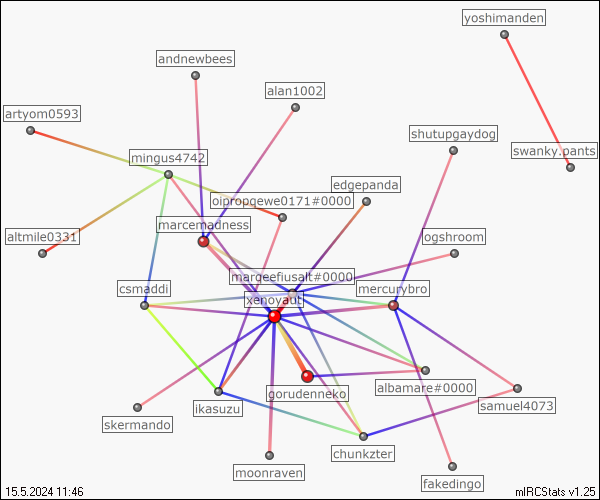 yoshimanden
andnewbees
alan1002
artyom0593
shutupgaydog
swanky.pants
mingus4742
edgepanda
oipropqewe0171#0000
marcemadness
altmile0331
ogshroom
marqeefiusalt#0000
csmaddi
mercurybro
xenoyaut
gorudenneko
albamare#0000
ikasuzu
samuel4073
skermando
chunkzter
moonraven
fakedingo
15.5.2024 11:46
mIRCStats v1.25